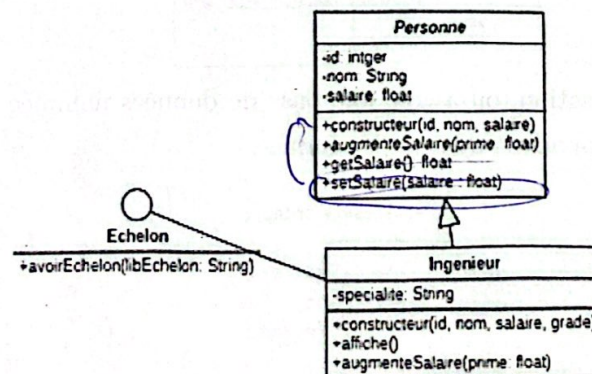 Personne
-id: intger
-nom: String
-salaire: float
+constructeur(id, nom, salaire)
+augmenteSalaire(prime: float)
+getSalaire() float
+setSalaire(salaire : float)
Echelon
+avoirEchelon(libEchelon: String)
Ingenieur
-specialite: String
+constructeur(id, nom, salaire, grade)
+affiche()
+augmenteSalaire(prime: float)